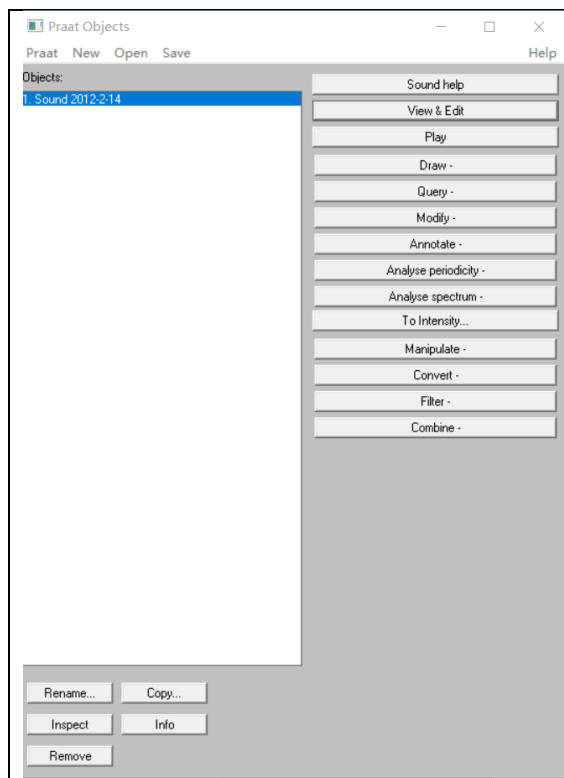 Praat Objects
Praat New Open Save Help
Objects:
1. Sound 2012-2-14
Sound help
View & Edit
Play
Draw -
Query -
Modify -
Annotate -
Analyse periodicity -
Analyse spectrum -
To Intensity...
Manipulate -
Convert -
Filter -
Combine -
Rename... Copy...
Inspect Info
Remove